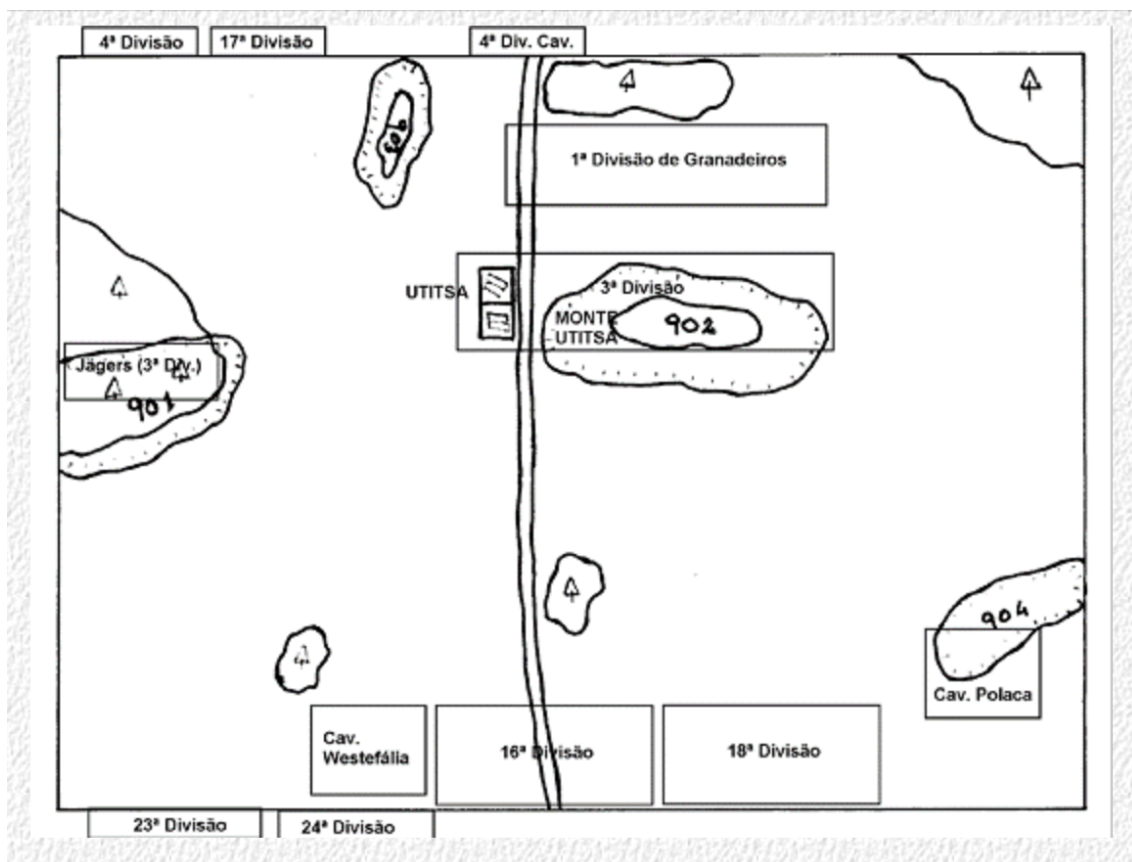 4ª Divisão
17ª Divisão
4ª Div. Cav.
1ª Divisão de Granadeiros
UTITSA
3ª Divisão
MONTE
UTITSA
902
Jägers (3ª Div.)
901
904
Cav. Polaca
Cav.
Westefália
16ª Divisão
18ª Divisão
23ª Divisão
24ª Divisão